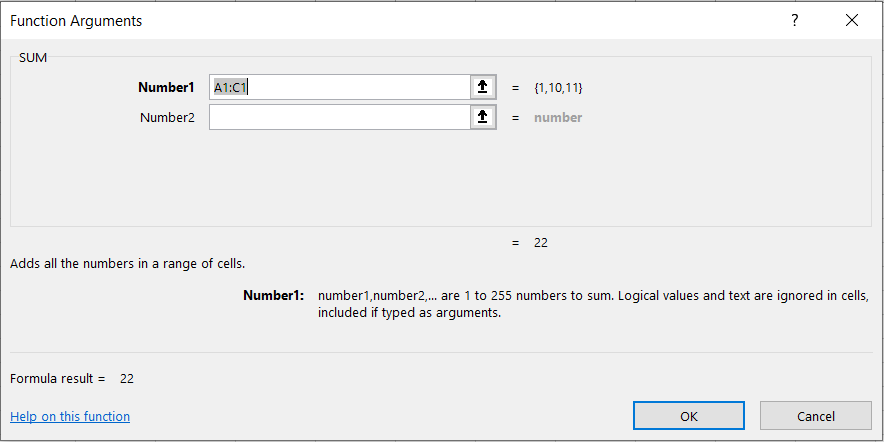 Function Arguments ?
SUM
Number1 A1:C1 = {1,10,11}
Number2 = number
= 22
Adds all the numbers in a range of cells.
Number1: number1,number2,... are 1 to 255 numbers to sum. Logical values and text are ignored in cells,
included if typed as arguments.
Formula result = 22
Help on this function OK Cancel